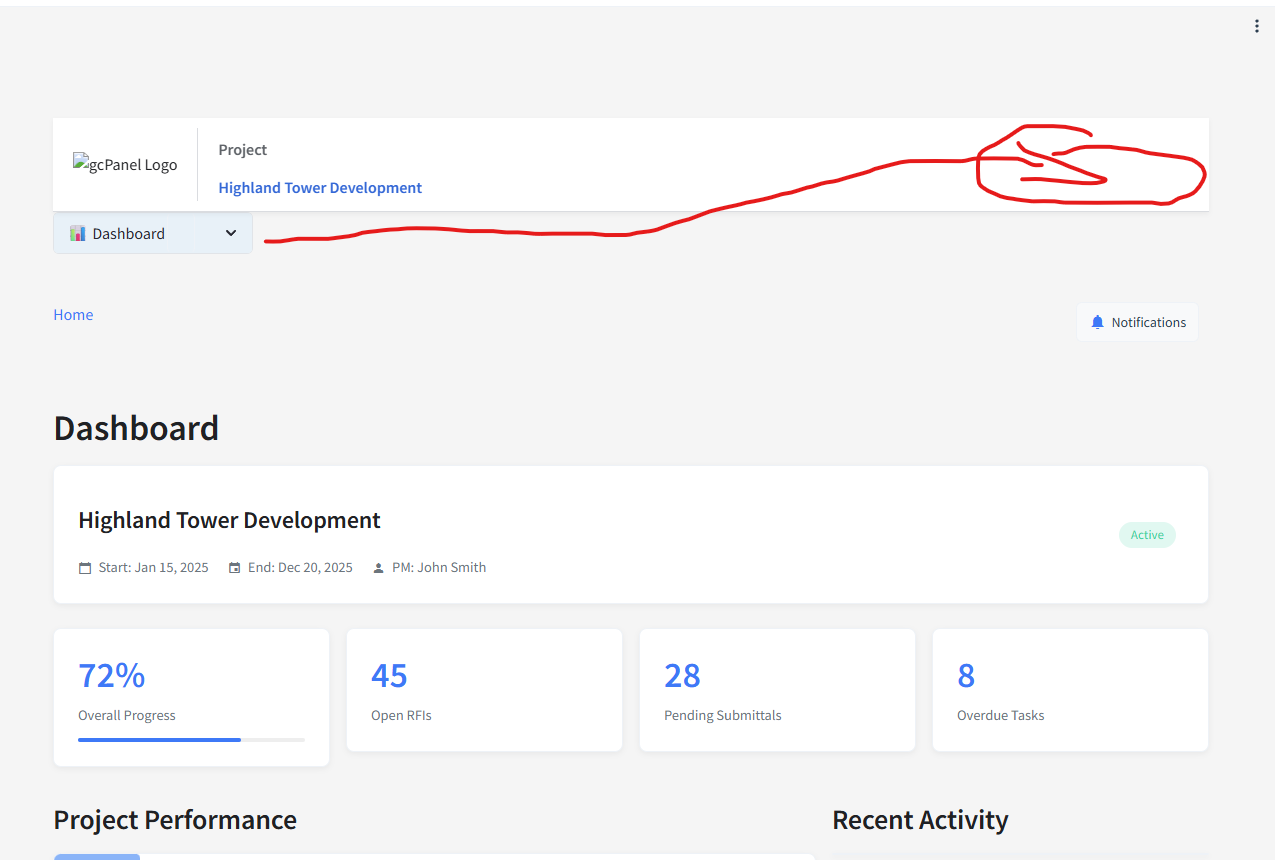 gcPanel Logo
Project
Highland Tower Development
Dashboard
Home
Notifications
Dashboard
Highland Tower Development
Active
Start: Jan 15, 2025 End: Dec 20, 2025 PM: John Smith
72% 45 28 8
Overall Progress Open RFIs Pending Submittals Overdue Tasks
Project Performance Recent Activity